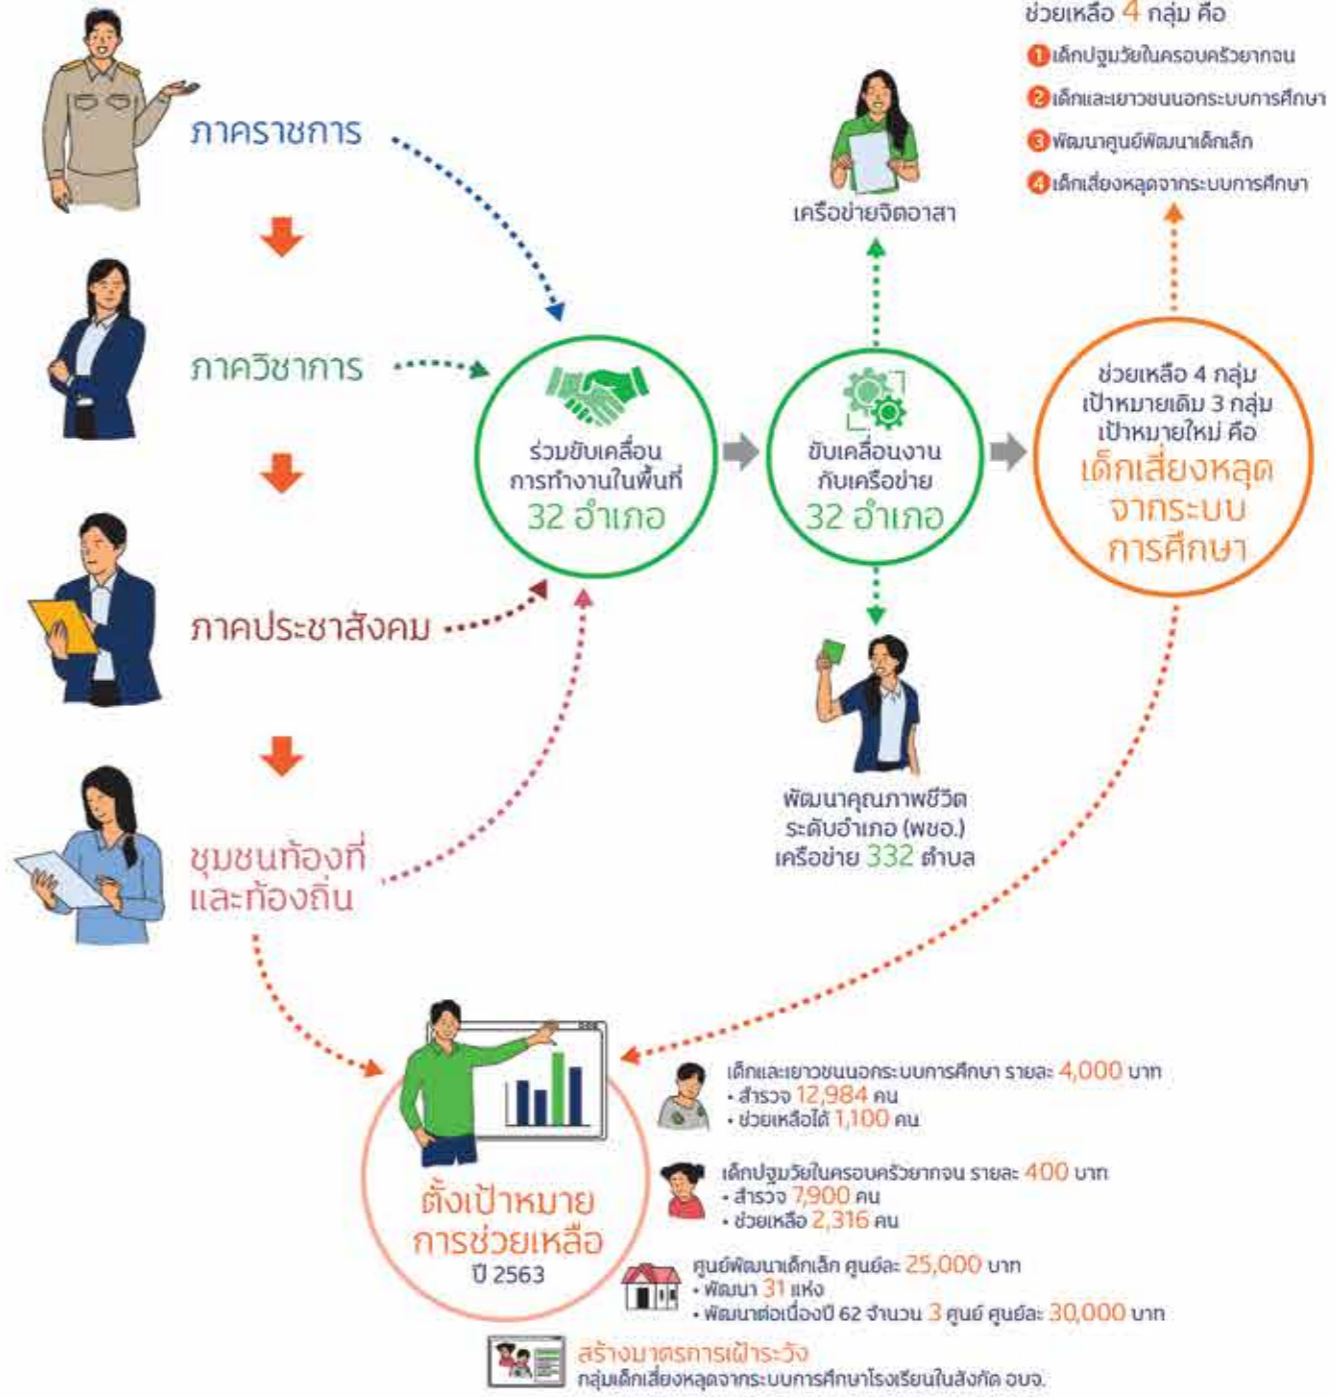 ช่วยเหลือ 4 กลุ่ม คือ
1 เด็กปฐมวัยในครอบครัวยากจน
2 เด็กและเยาวชนนอกระบบการศึกษา
3 พัฒนาศูนย์พัฒนาเด็กเล็ก
4 เด็กเสี่ยงหลุดจากระบบการศึกษา
ภาคราชการ
เครือข่ายจิตอาสา
ภาควิชาการ
ร่วมขับเคลื่อน
การทำงานในพื้นที่
32 อำเภอ
ขับเคลื่อนงาน
กับเครือข่าย
32 อำเภอ
ช่วยเหลือ 4 กลุ่ม
เป้าหมายเดิม 3 กลุ่ม
เป้าหมายใหม่ คือ
เด็กเสี่ยงหลุด
จากระบบ
การศึกษา
ภาคประชาสังคม
พัฒนาคุณภาพชีวิต
ระดับอำเภอ (พชอ.)
เครือข่าย 332 ตำบล
ชุมชนท้องที่
และท้องถิ่น
ตั้งเป้าหมาย
การช่วยเหลือ
ปี 2563
เด็กและเยาวชนนอกระบบการศึกษา รายละ 4,000 บาท
• สำรวจ 12,984 คน
• ช่วยเหลือได้ 1,100 คน
เด็กปฐมวัยในครอบครัวยากจน รายละ 400 บาท
• สำรวจ 7,900 คน
• ช่วยเหลือ 2,316 คน
ศูนย์พัฒนาเด็กเล็ก ศูนย์ละ 25,000 บาท
• พัฒนา 31 แห่ง
• พัฒนาต่อเนื่องปี 62 จำนวน 3 ศูนย์ ศูนย์ละ 30,000 บาท
สร้างมาตรการเฝ้าระวัง
กลุ่มเด็กเสี่ยงหลุดจากระบบการศึกษาโรงเรียนในสังกัด อบจ.